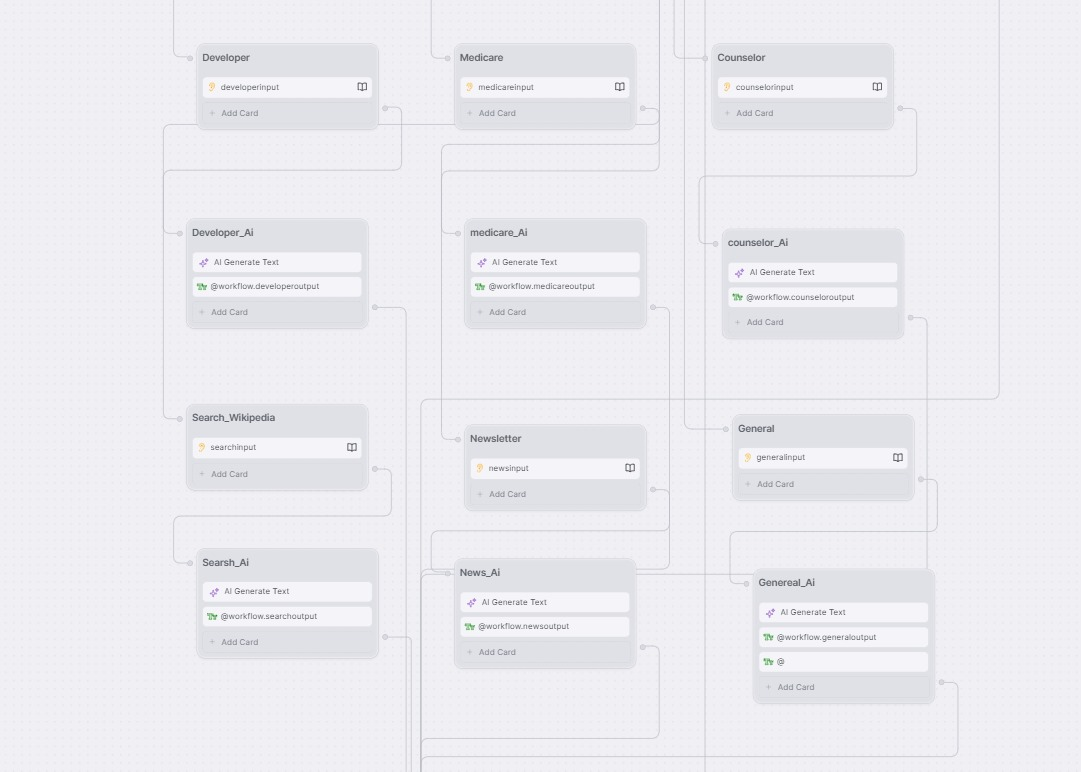 Developer
developerinput
Add Card
Medicare
medicareinput
Add Card
Counselor
counselorinput
Add Card
Developer_Ai
AI Generate Text
@workflow.developeroutput
Add Card
medicare_Ai
AI Generate Text
@workflow.medicareoutput
Add Card
counselor_Ai
AI Generate Text
@workflow.counseloroutput
Add Card
Search_Wikipedia
searchinput
Add Card
Newsletter
newsinput
Add Card
General
generalinput
Add Card
Searsh_Ai
AI Generate Text
@workflow.searchoutput
Add Card
News_Ai
AI Generate Text
@workflow.newsoutput
Add Card
Genereal_Ai
AI Generate Text
@workflow.generaloutput
@
Add Card